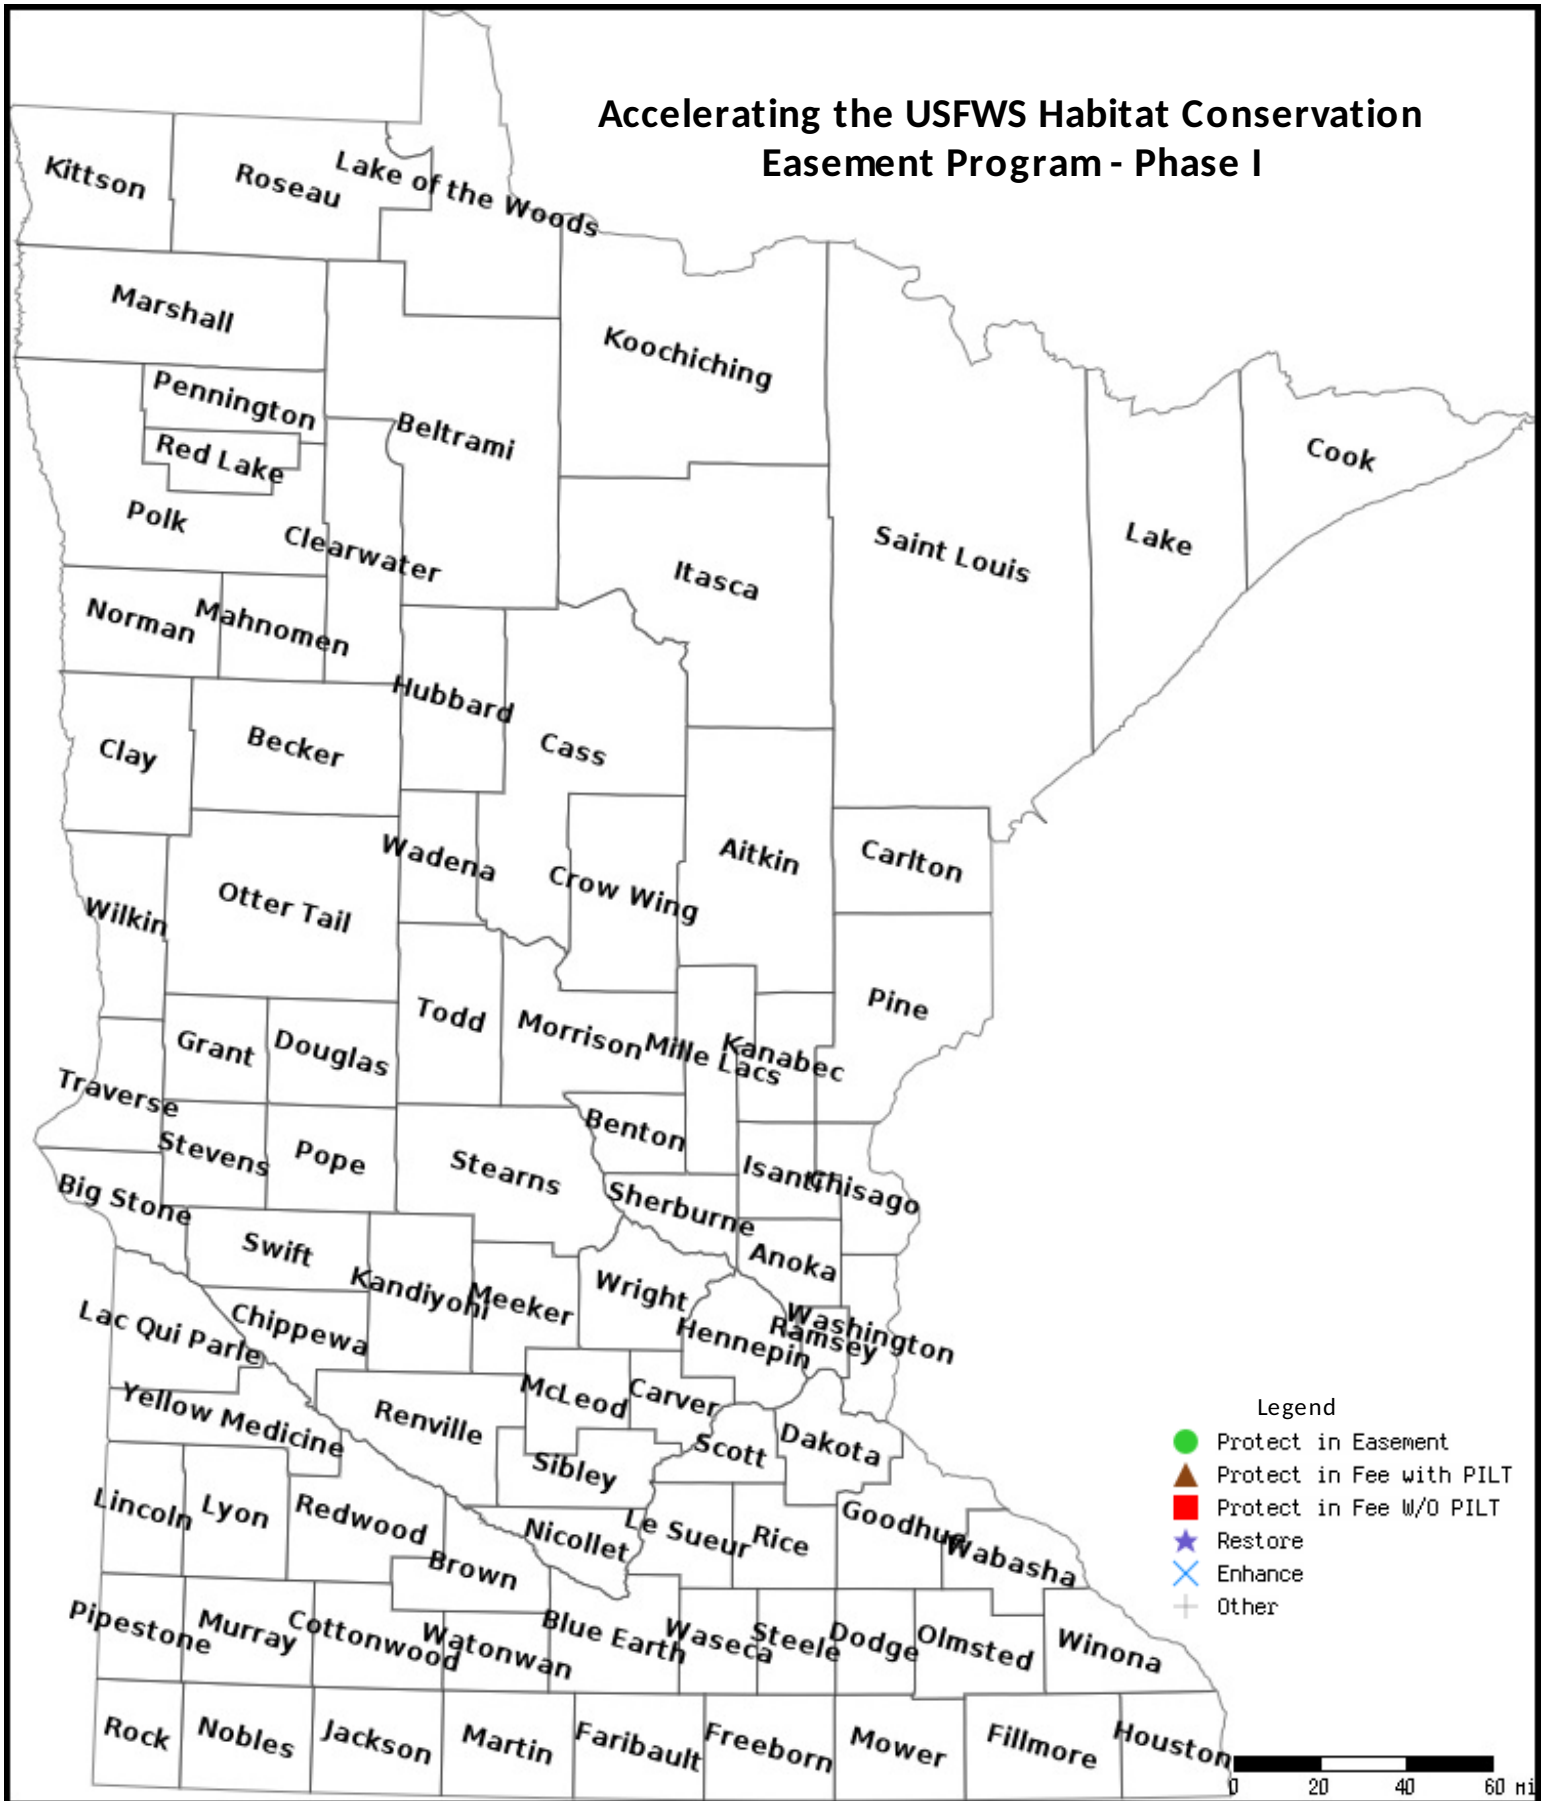 Accelerating the USFWS Habitat Conservation
Easement Program - Phase I
Kittson
Roseau
Lake of the Woods
Marshall
Koochiching
Pennington
Beltrami
Red Lake
Cook
Polk
Clearwater
Saint Louis
Lake
Itasca
Norman
Mahnomen
Hubbard
Clay
Becker
Cass
Wadena
Aitkin
Carlton
Wilkin
Otter Tail
Crow Wing
Pine
Grant
Douglas
Todd
Morrison
Mille Lacs
Kanabec
Traverse
Stevens
Pope
Stearns
Benton
Isanti
Chisago
Big Stone
Sherburne
Swift
Anoka
Kandiyohi
Meeker
Wright
Washington
Ramsey
Hennepin
Lac Qui Parle
Chippewa
McLeod
Carver
Yellow Medicine
Renville
Scott
Dakota
Sibley
Lincoln
Lyon
Redwood
Nicollet
Le Sueur
Rice
Goodhue
Wabasha
Brown
Pipestone
Murray
Cottonwood
Watonwan
Blue Earth
Waseca
Steele
Dodge
Olmsted
Winona
Rock
Nobles
Jackson
Martin
Faribault
Freeborn
Mower
Fillmore
Houston
Legend
Protect in Easement
Protect in Fee with PILT
Protect in Fee W/O PILT
Restore
Enhance
Other
0 20 40 60 mi